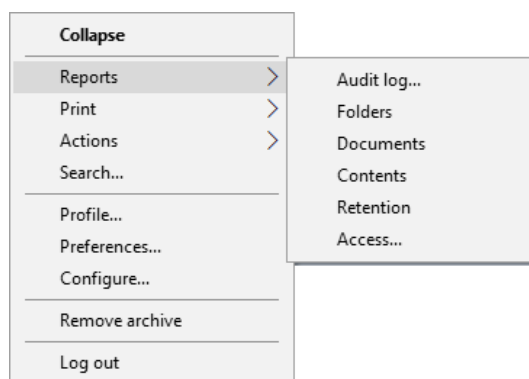 Collapse
Reports
Print
Actions
Search...
Profile...
Preferences...
Configure...
Remove archive
Log out
Audit log...
Folders
Documents
Contents
Retention
Access...